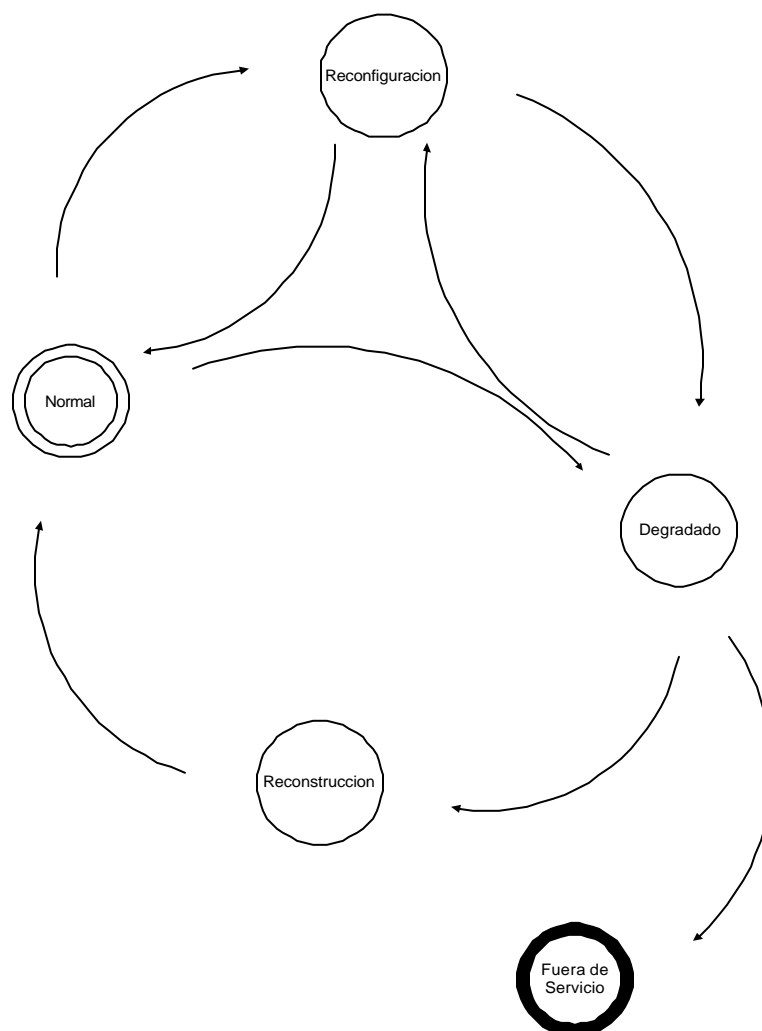 Reconfiguracion
Normal
Degradado
Reconstruccion
Fuera de
Servicio